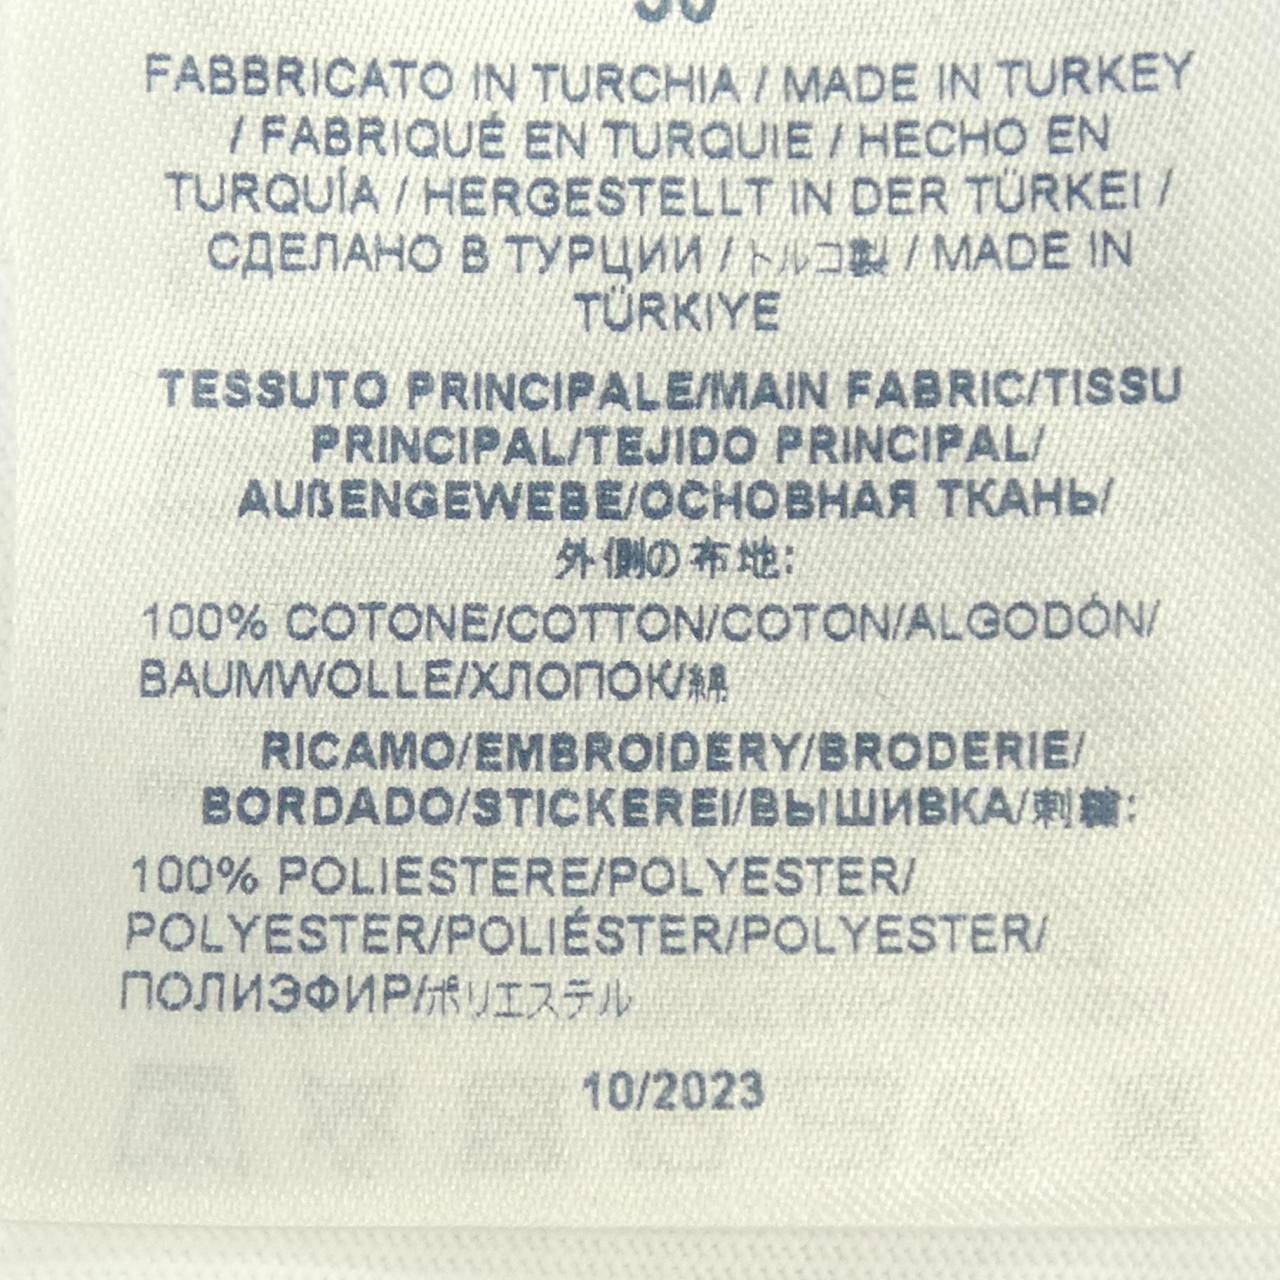 FABBRICATO IN TURCHIA / MADE IN TURKEY
/ FABRIQUÉ EN TURQUIE / HECHO EN
TURQUÍA / HERGESTELLT IN DER TÜRKEI /
СДЕЛАНО В ТУРЦИИ / トルコ製 / MADE IN
TÜRKIYE
TESSUTO PRINCIPALE/MAIN FABRIC/TISSU
PRINCIPAL/TEJIDO PRINCIPAL/
AUßENGEWEBE/ОСНОВНАЯ ТКАНЬ/
外側の布地:
100% COTONE/COTTON/COTON/ALGODÓN/
BAUMWOLLE/ХЛОПОК/綿
RICAMO/EMBROIDERY/BRODERIE/
BORDADO/STICKEREI/ВЫШИВКА/刺繍:
100% POLIESTERE/POLYESTER/
POLYESTER/POLIÉSTER/POLYESTER/
ПОЛИЭФИР/ポリエステル
10/2023